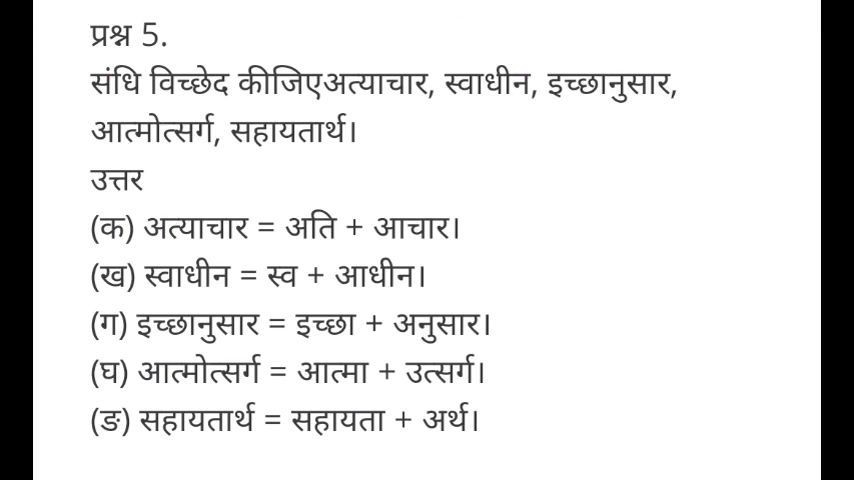 प्रश्न 5.
संधि विच्छेद कीजिएअत्याचार, स्वाधीन, इच्छानुसार,
आत्मोत्सर्ग, सहायतार्थ।
उत्तर
(क) अत्याचार = अति + आचार।
(ख) स्वाधीन = स्व + आधीन।
(ग) इच्छानुसार = इच्छा + अनुसार।
(घ) आत्मोत्सर्ग = आत्मा + उत्सर्ग।
(ङ) सहायतार्थ = सहायता + अर्थ।